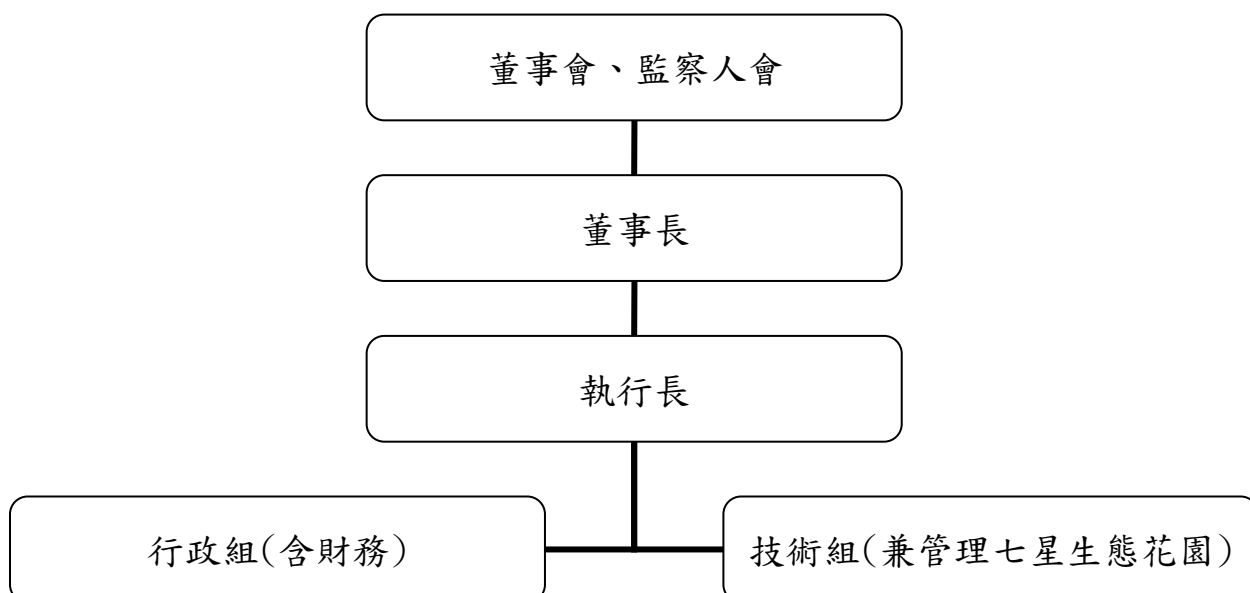 董事會、監察人會
董事長
執行長
行政組(含財務)
技術組(兼管理七星生態花園)